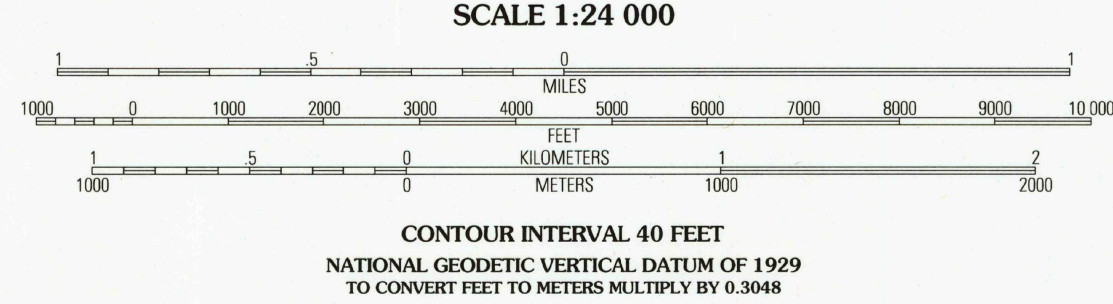 SCALE 1:24 000
1 .5 0 1
MILES
1000 0 1000 2000 3000 4000 5000 6000 7000 8000 9000 10 000
FEET
1 .5 0 KILOMETERS 1 2
1000 0 METERS 1000 2000
CONTOUR INTERVAL 40 FEET
NATIONAL GEODETIC VERTICAL DATUM OF 1929
TO CONVERT FEET TO METERS MULTIPLY BY 0.3048